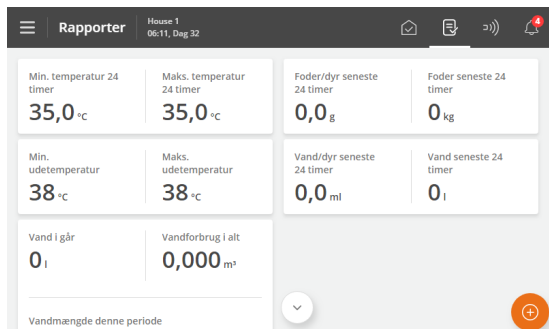 Rapporter
House 1
06:11, Dag 32
4
Min. temperatur 24
timer
35,0 °C
Maks. temperatur
24 timer
35,0 °C
Foder/dyr seneste
24 timer
0,0 g
Foder seneste 24
timer
0 kg
Min.
udetemperatur
38 °C
Maks.
udetemperatur
38 °C
Vand/dyr seneste
24 timer
0,0 ml
Vand seneste 24
timer
0 l
Vand i går
0 l
Vandforbrug i alt
0,000 m³
Vandmængde denne periode